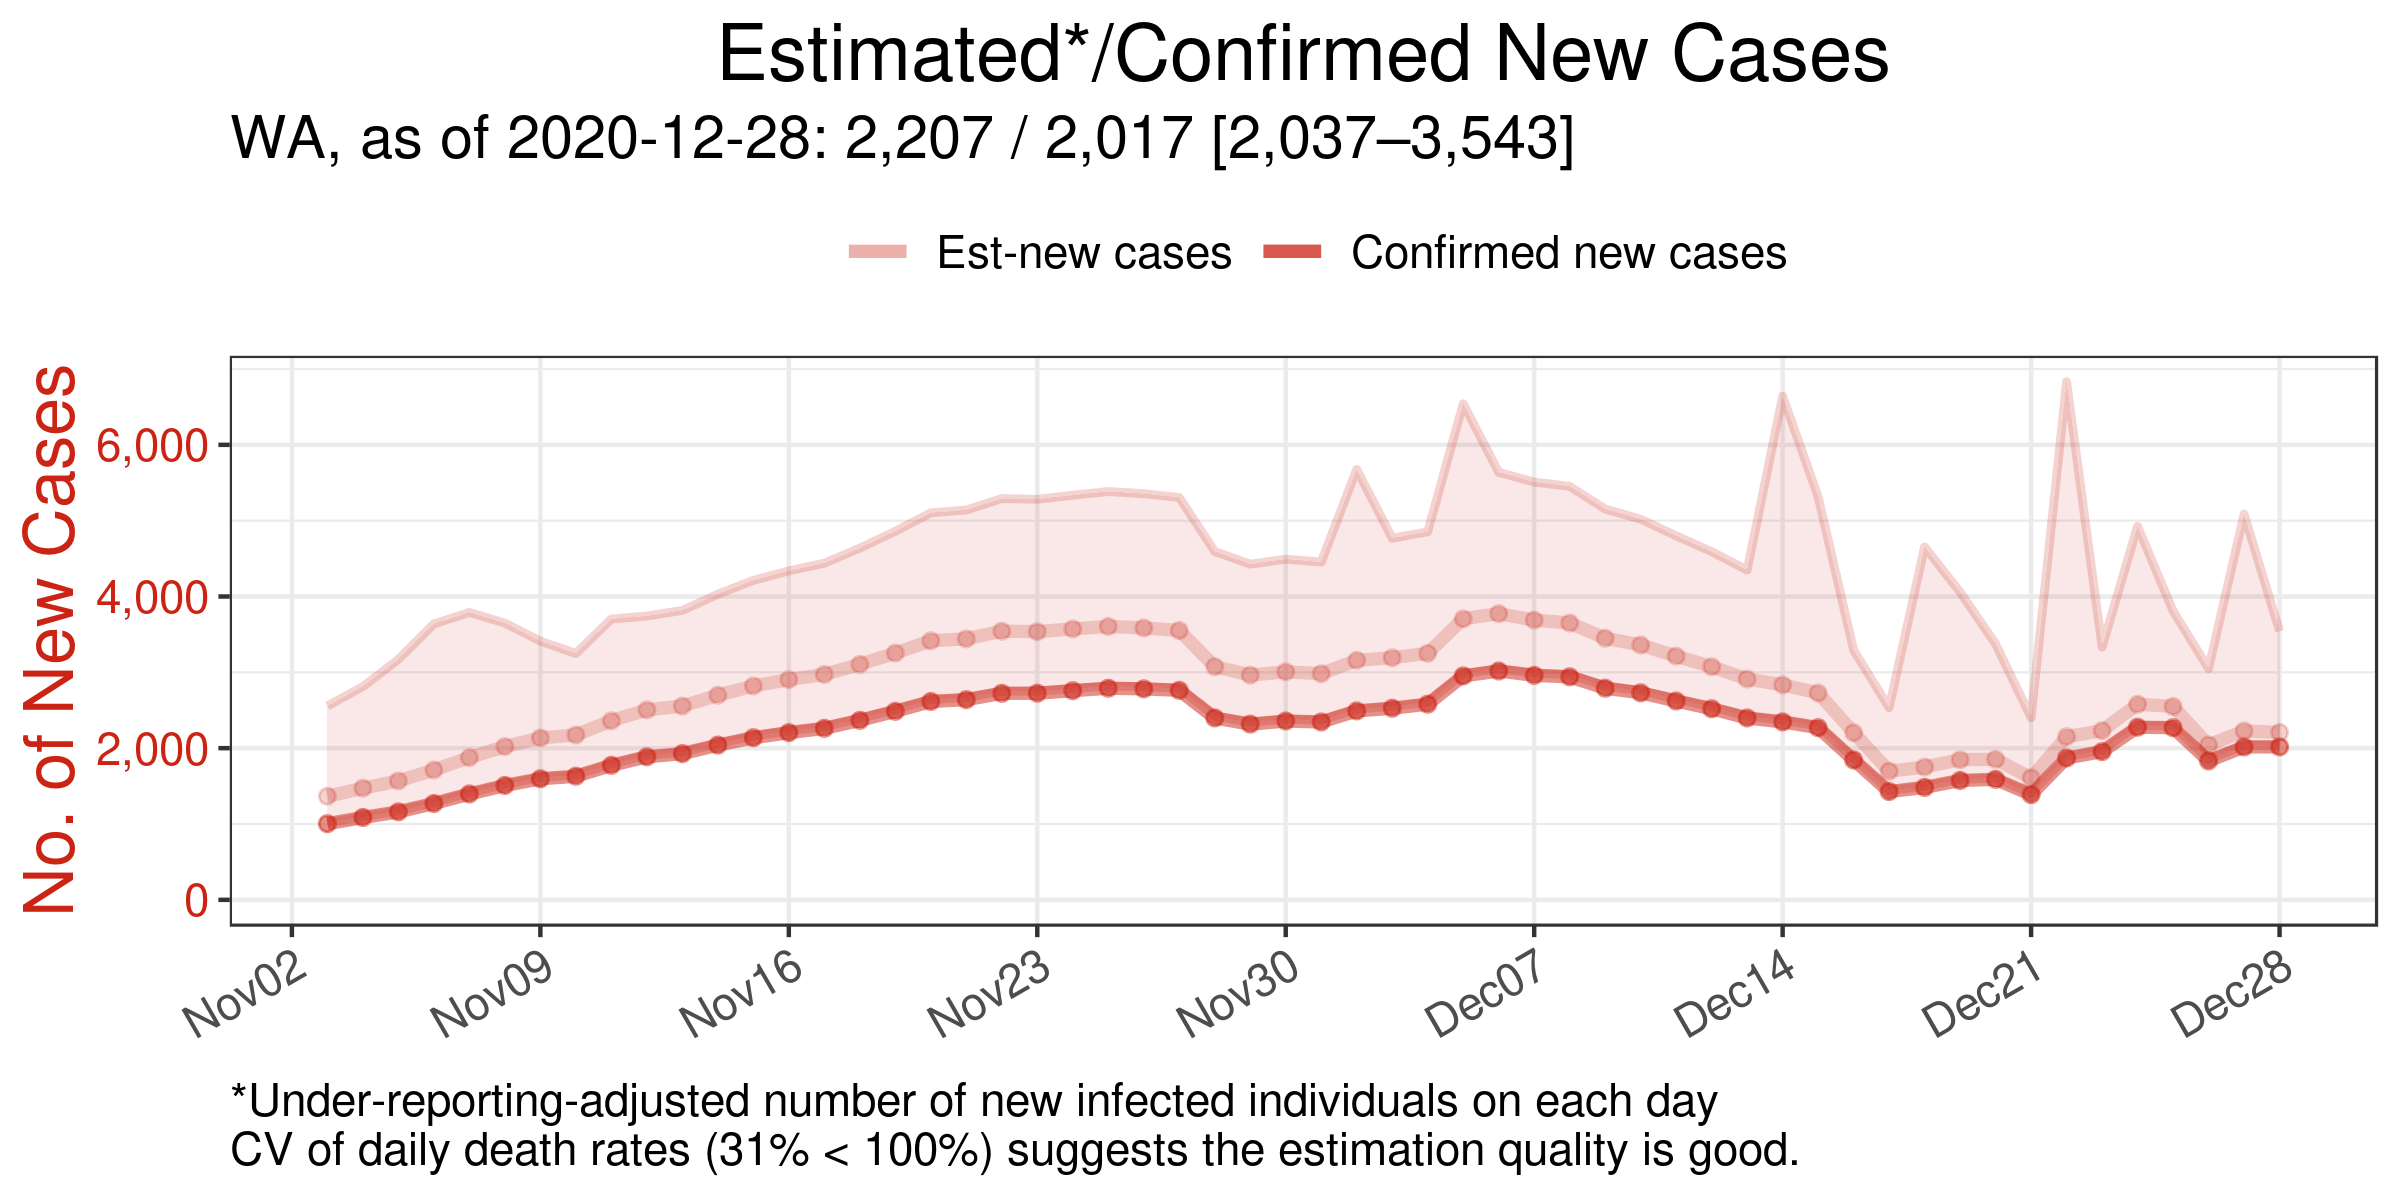 Estimated*/Confirmed New Cases
WA, as of 2020-12-28: 2,207 / 2,017 [2,037–3,543]
Est-new cases Confirmed new cases
No. of New Cases
6,000
4,000
2,000
0
Nov02 Nov09 Nov16 Nov23 Nov30 Dec07 Dec14 Dec21 Dec28
*Under-reporting-adjusted number of new infected individuals on each day
CV of daily death rates (31% < 100%) suggests the estimation quality is good.